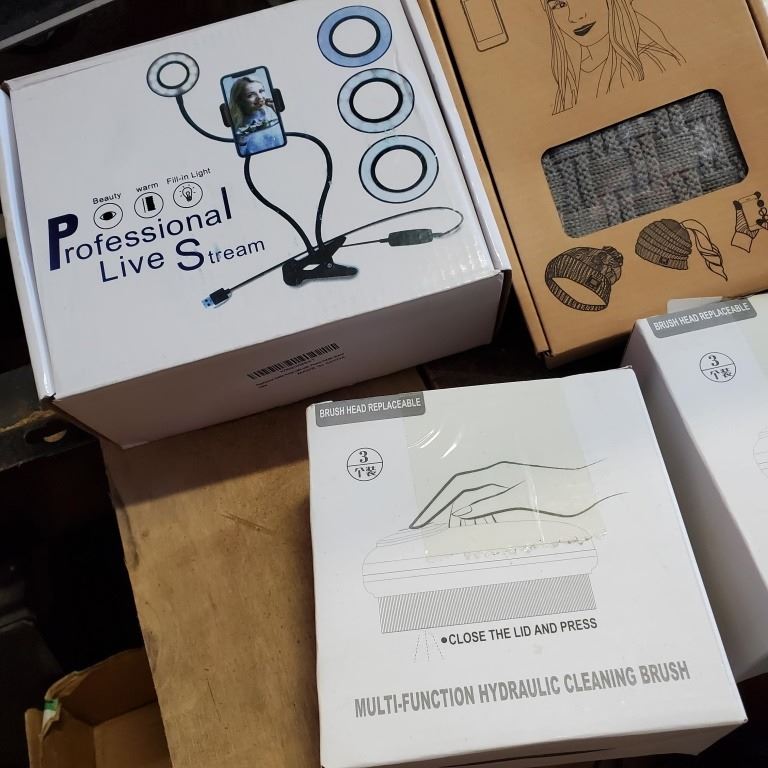 Beauty
warm
Fill-in Light
Professional
Live Stream
BRUSH HEAD REPLACEABLE
3
个装
BRUSH HEAD REPLACEABLE
3
个装
•CLOSE THE LID AND PRESS
MULTI-FUNCTION HYDRAULIC CLEANING BRUSH